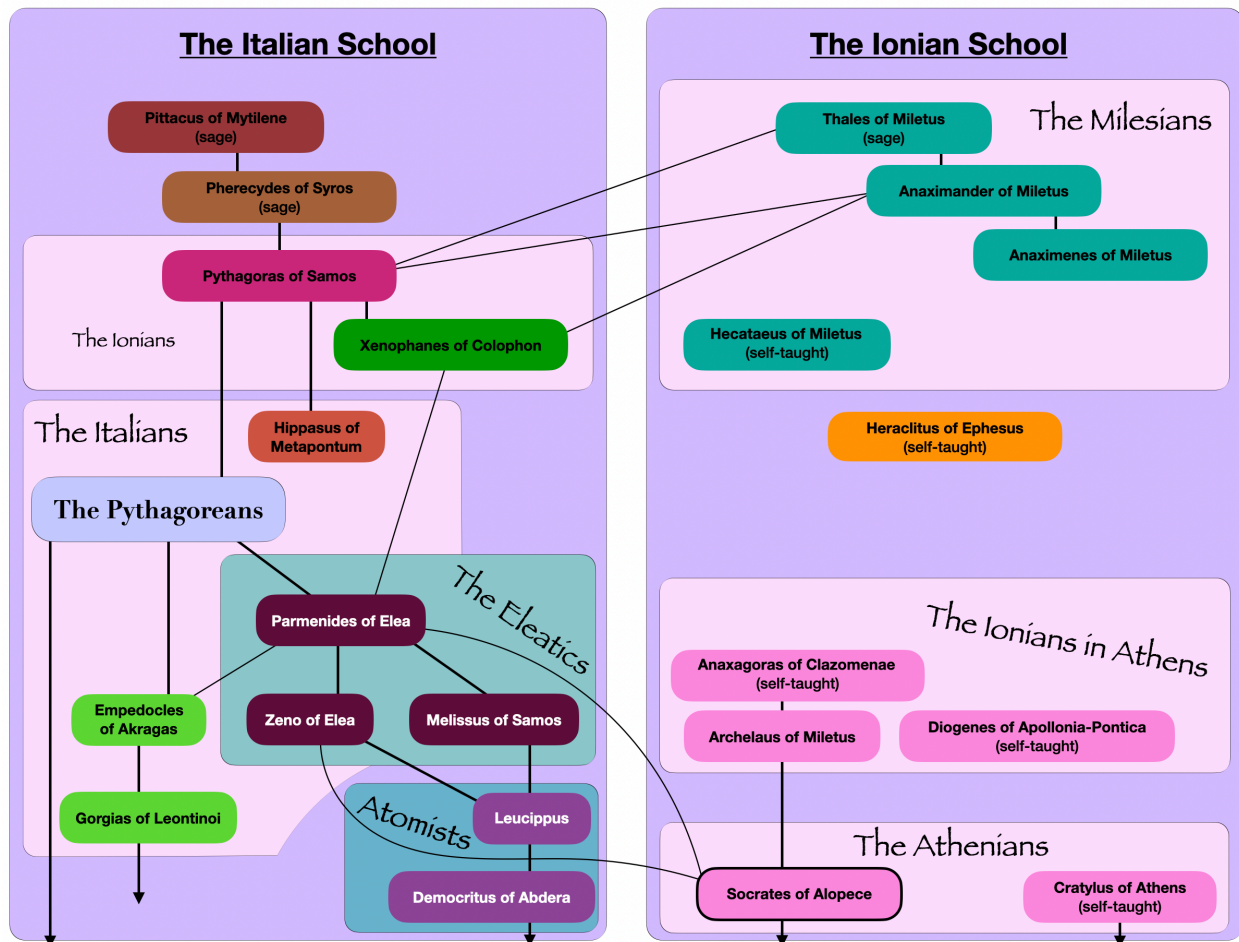 The Italian School
Pittacus of Mytilene
(sage)
Pherecydes of Syros
(sage)
Pythagoras of Samos
The Ionians
Xenophanes of Colophon
The Italians
Hippasus of
Metapontum
The Pythagoreans
The Eleatics
Parmenides of Elea
Empedocles
of Akragas
Zeno of Elea
Melissus of Samos
Gorgias of Leontinoi
Atomists
Leucippus
Democritus of Abdera
The Ionian School
The Milesians
Thales of Miletus
(sage)
Anaximander of Miletus
Anaximenes of Miletus
Hecataeus of Miletus
(self-taught)
Heraclitus of Ephesus
(self-taught)
The Ionians in Athens
Anaxagoras of Clazomenae
(self-taught)
Archelaus of Miletus
Diogenes of Apollonia-Pontica
(self-taught)
The Athenians
Socrates of Alopece
Cratylus of Athens
(self-taught)